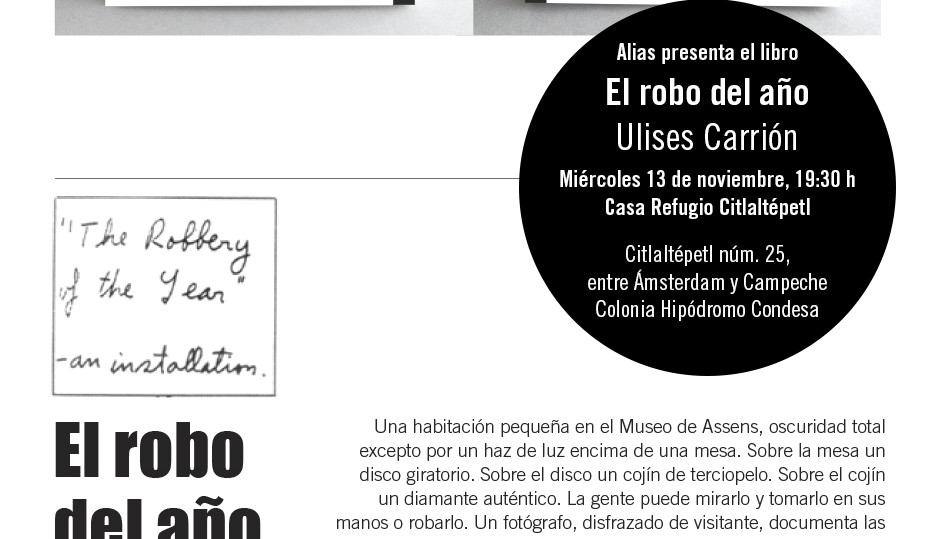 Alias presenta el libro
El robo del año
Ulises Carrión
Miércoles 13 de noviembre, 19:30 h
Casa Refugio Citlaltépetl
Citlaltépetl núm. 25,
entre Ámsterdam y Campeche
Colonia Hipódromo Condesa
"The Robbery
of the Year"
-an installation.
El robo
del año
Una habitación pequeña en el Museo de Assens, oscuridad total
excepto por un haz de luz encima de una mesa. Sobre la mesa un
disco giratorio. Sobre el disco un cojín de terciopelo. Sobre el cojín
un diamante auténtico. La gente puede mirarlo y tomarlo en sus
manos o robarlo. Un fotógrafo, disfrazado de visitante, documenta las